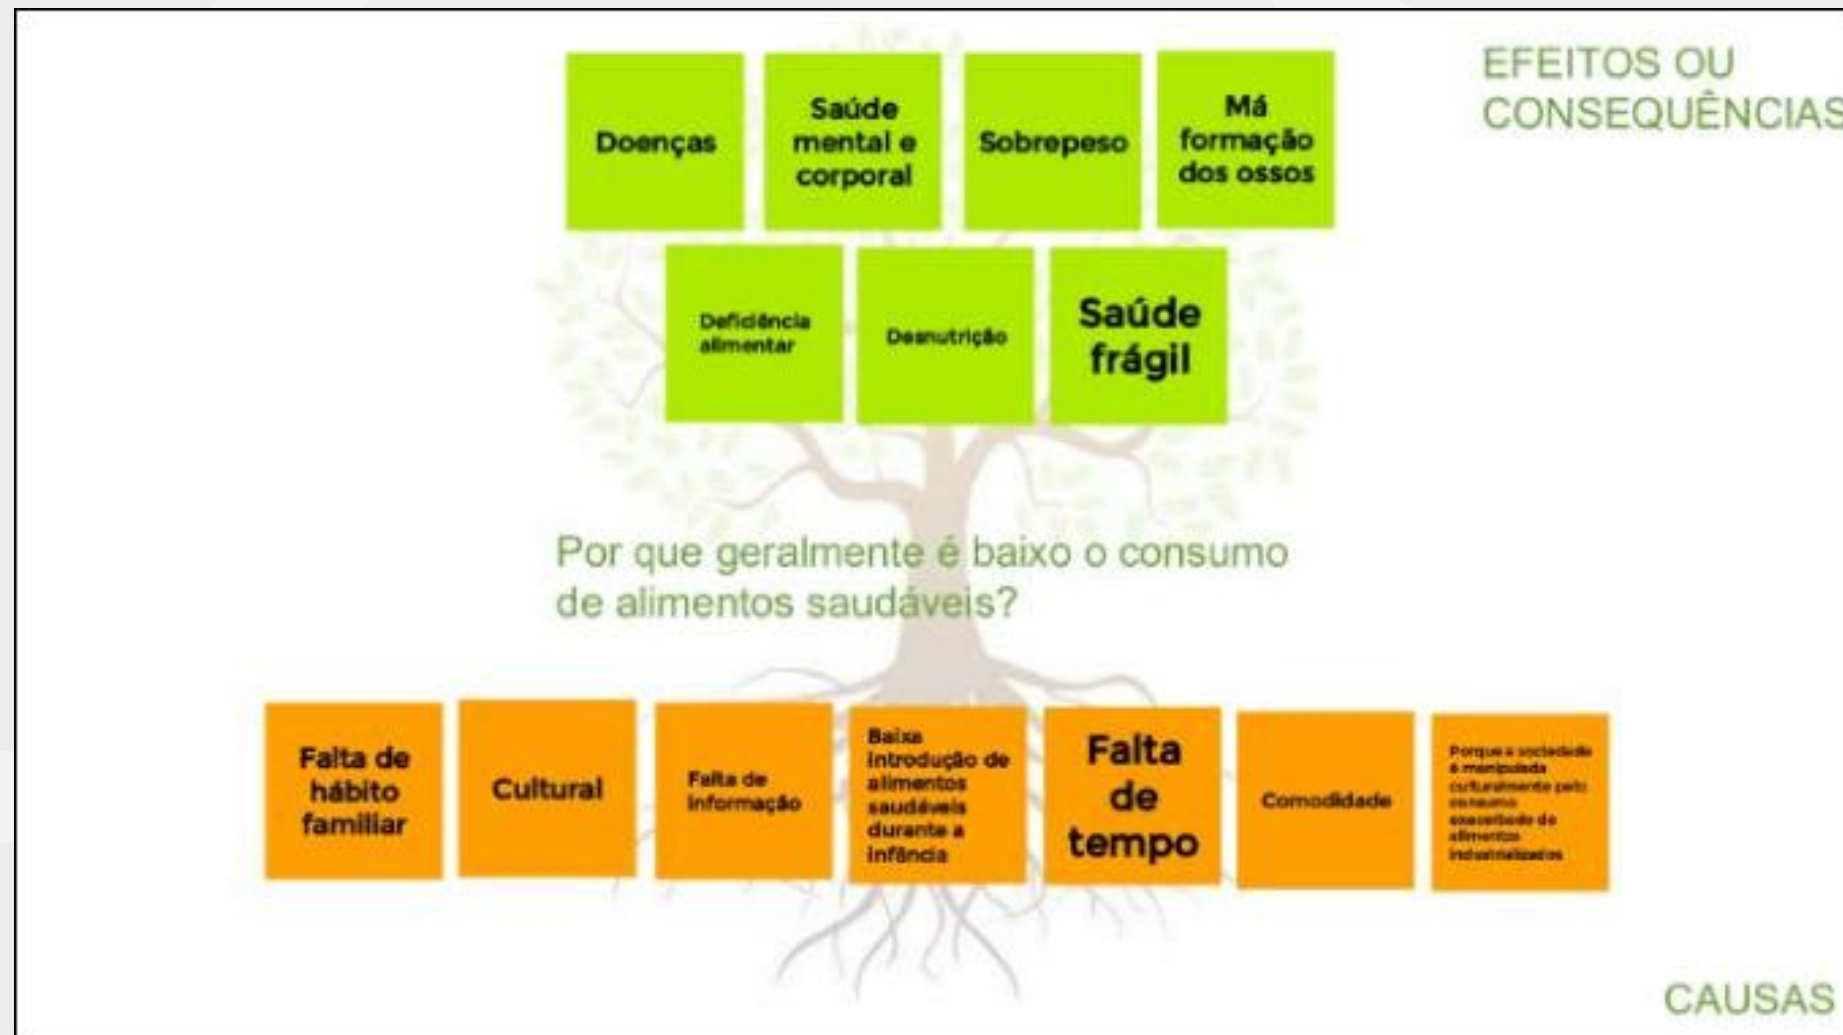 EFEITOS OU
CONSEQUÊNCIAS
Doenças
Saúde
mental e
corporal
Sobrepeso
Má
formação
dos ossos
Deficiência
alimentar
Desnutrição
Saúde
frágil
Por que geralmente é baixo o consumo
de alimentos saudáveis?
Falta de
hábito
familiar
Cultural
Falta de
informação
Baixa
introdução de
alimentos
saudáveis
durante a
infância
Falta
de
tempo
Comodidade
Porque a sociedade
é manipulada
culturalmente pelo
consumo
exacerbado de
alimentos
industrializados
CAUSAS